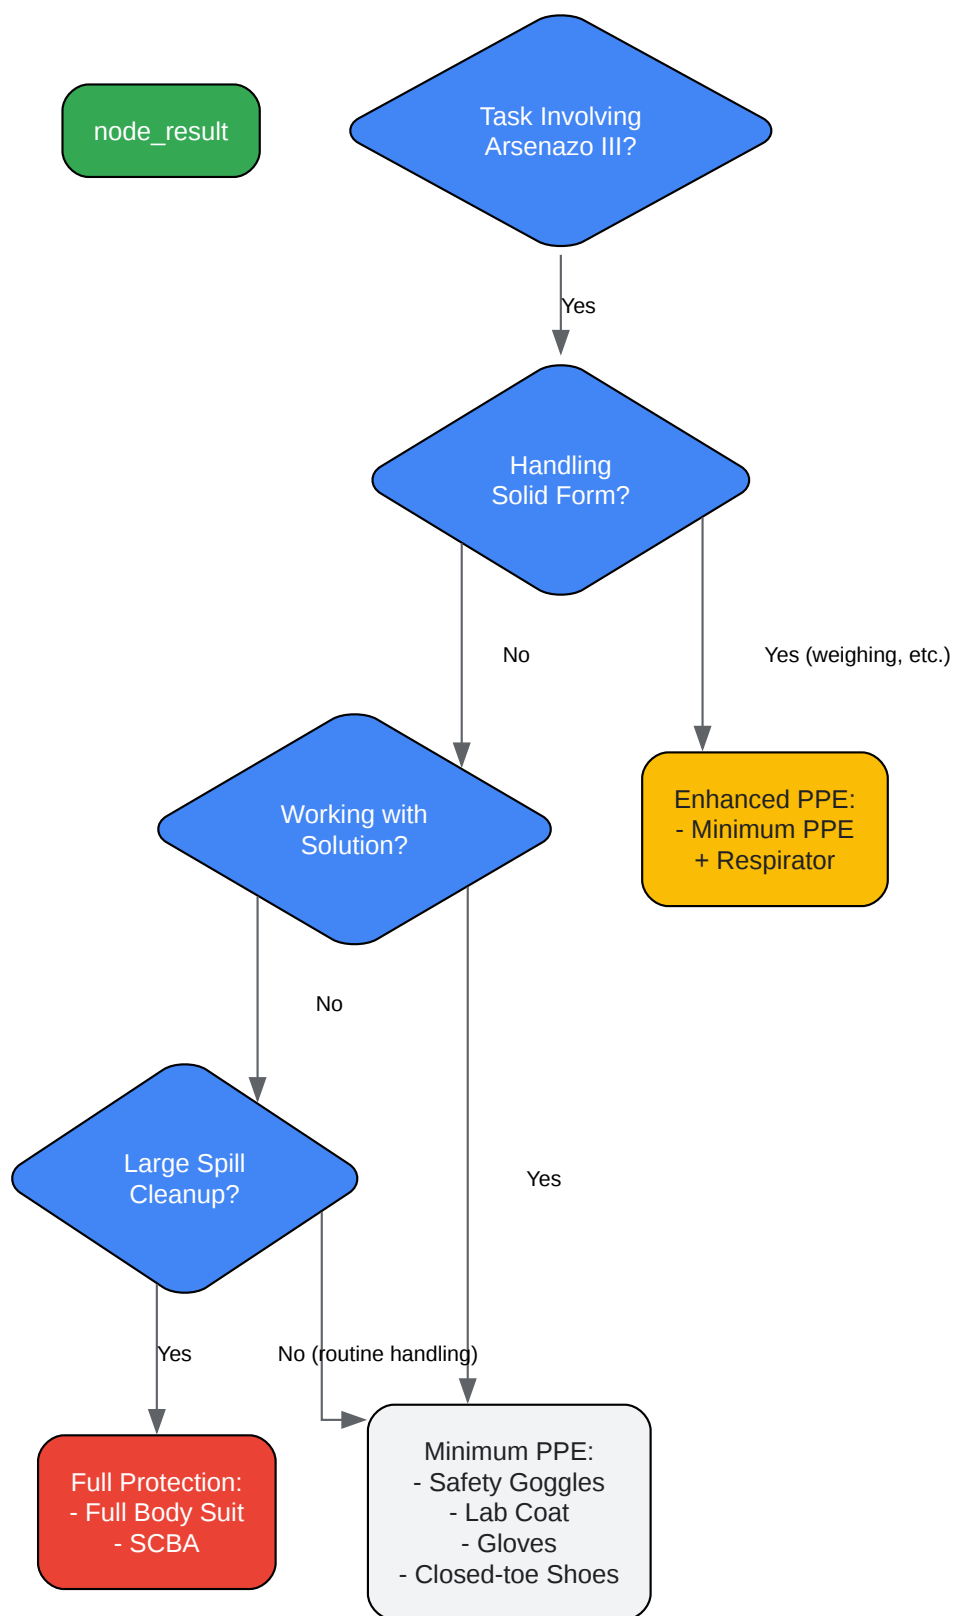 node_result
Task Involving
Arsenazo III?
Yes
Handling
Solid Form?
No
Yes (weighing, etc.)
Working with
Solution?
Enhanced PPE:
- Minimum PPE
+ Respirator
No
Large Spill
Cleanup?
Yes
Yes
No (routine handling)
Full Protection:
- Full Body Suit
- SCBA
Minimum PPE:
- Safety Goggles
- Lab Coat
- Gloves
- Closed-toe Shoes